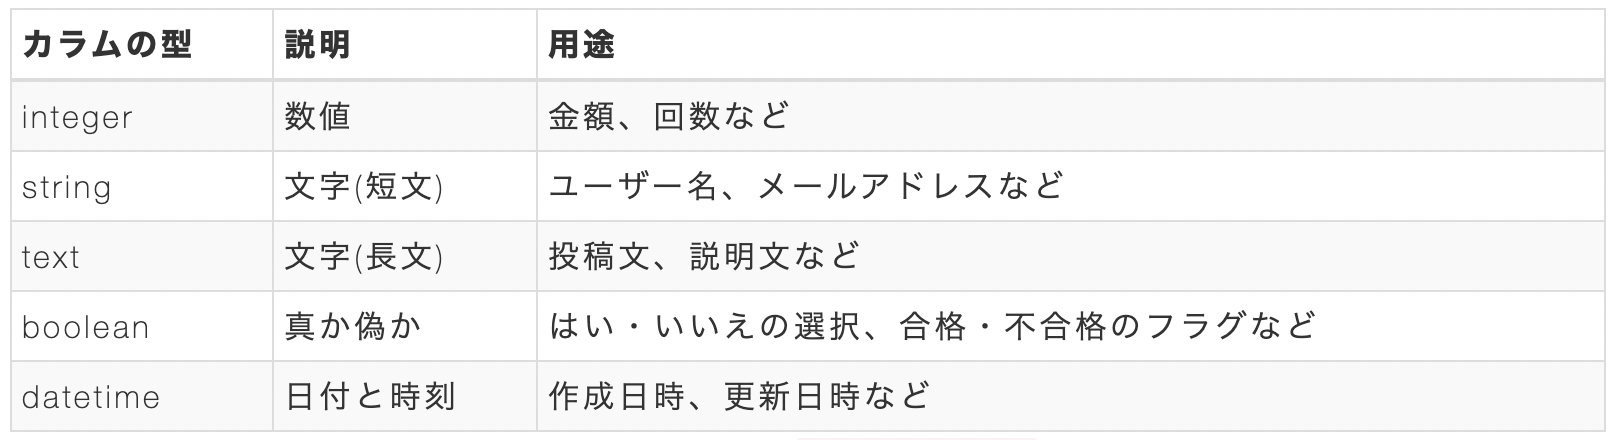 カラムの型 説明 用途
integer 数値 金額、回数など
string 文字(短文) ユーザー名、メールアドレスなど
text 文字(長文) 投稿文、説明文など
boolean 真か偽か はい・いいえの選択、合格・不合格のフラグなど
datetime 日付と時刻 作成日時、更新日時など